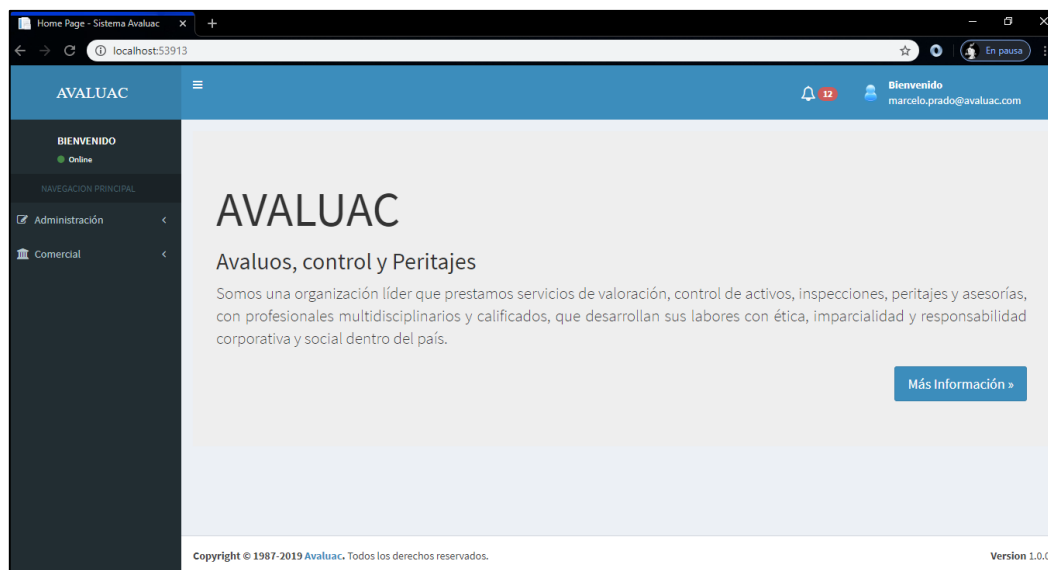 Home Page - Sistema Avaluac
localhost:53913
En pausa
AVALUAC
12
Bienvenido
marcelo.prado@avaluac.com
BIENVENIDO
Online
NAVEGACION PRINCIPAL
Administración
Comercial
AVALUAC
Avaluos, control y Peritajes
Somos una organización líder que prestamos servicios de valoración, control de activos, inspecciones, peritajes y asesorías,
con profesionales multidisciplinarios y calificados, que desarrollan sus labores con ética, imparcialidad y responsabilidad
corporativa y social dentro del país.
Más Información »
Copyright © 1987-2019 Avaluac. Todos los derechos reservados.
Version 1.0.0